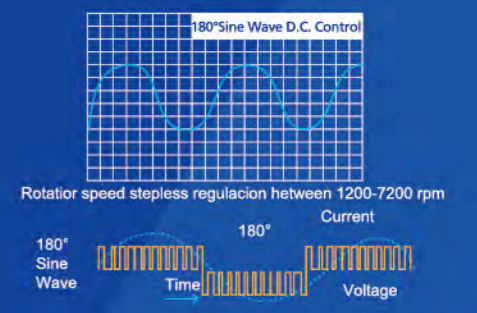 180°Sine Wave D.C. Control
Rotatior speed stepless regulacion hetween 1200-7200 rpm
Current
180°
180°
Sine
Wave
Time
Voltage